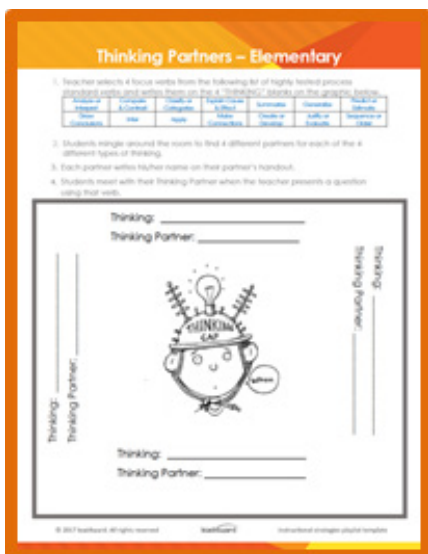 Thinking Partners – Elementary
1. Teacher selects 4 focus verbs from the following list of highly tested process
standard verbs and writes them on the 4 "THINKING" blanks on the graphic below.
Analyze or Interpret Compare & Contrast Classify or Categorize Explain Cause & Effect Summarize Generalize Predict or Estimate
Draw Conclusions Infer Apply Make Connections Create or Develop Justify or Evaluate Sequence or Order
2. Students mingle around the room to find 4 different partners for each of the 4
different types of thinking.
3. Each partner writes his/her name on their partner's handout.
4. Students meet with their Thinking Partner when the teacher presents a question
using that verb.
Thinking:
Thinking Partner:
Thinking:
Thinking Partner:
Thinking:
Thinking Partner:
THINKING
CAP
Thinking:
Thinking Partner:
© 2017 lead4ward. All rights reserved
lead4ward
instructional strategies playlist template